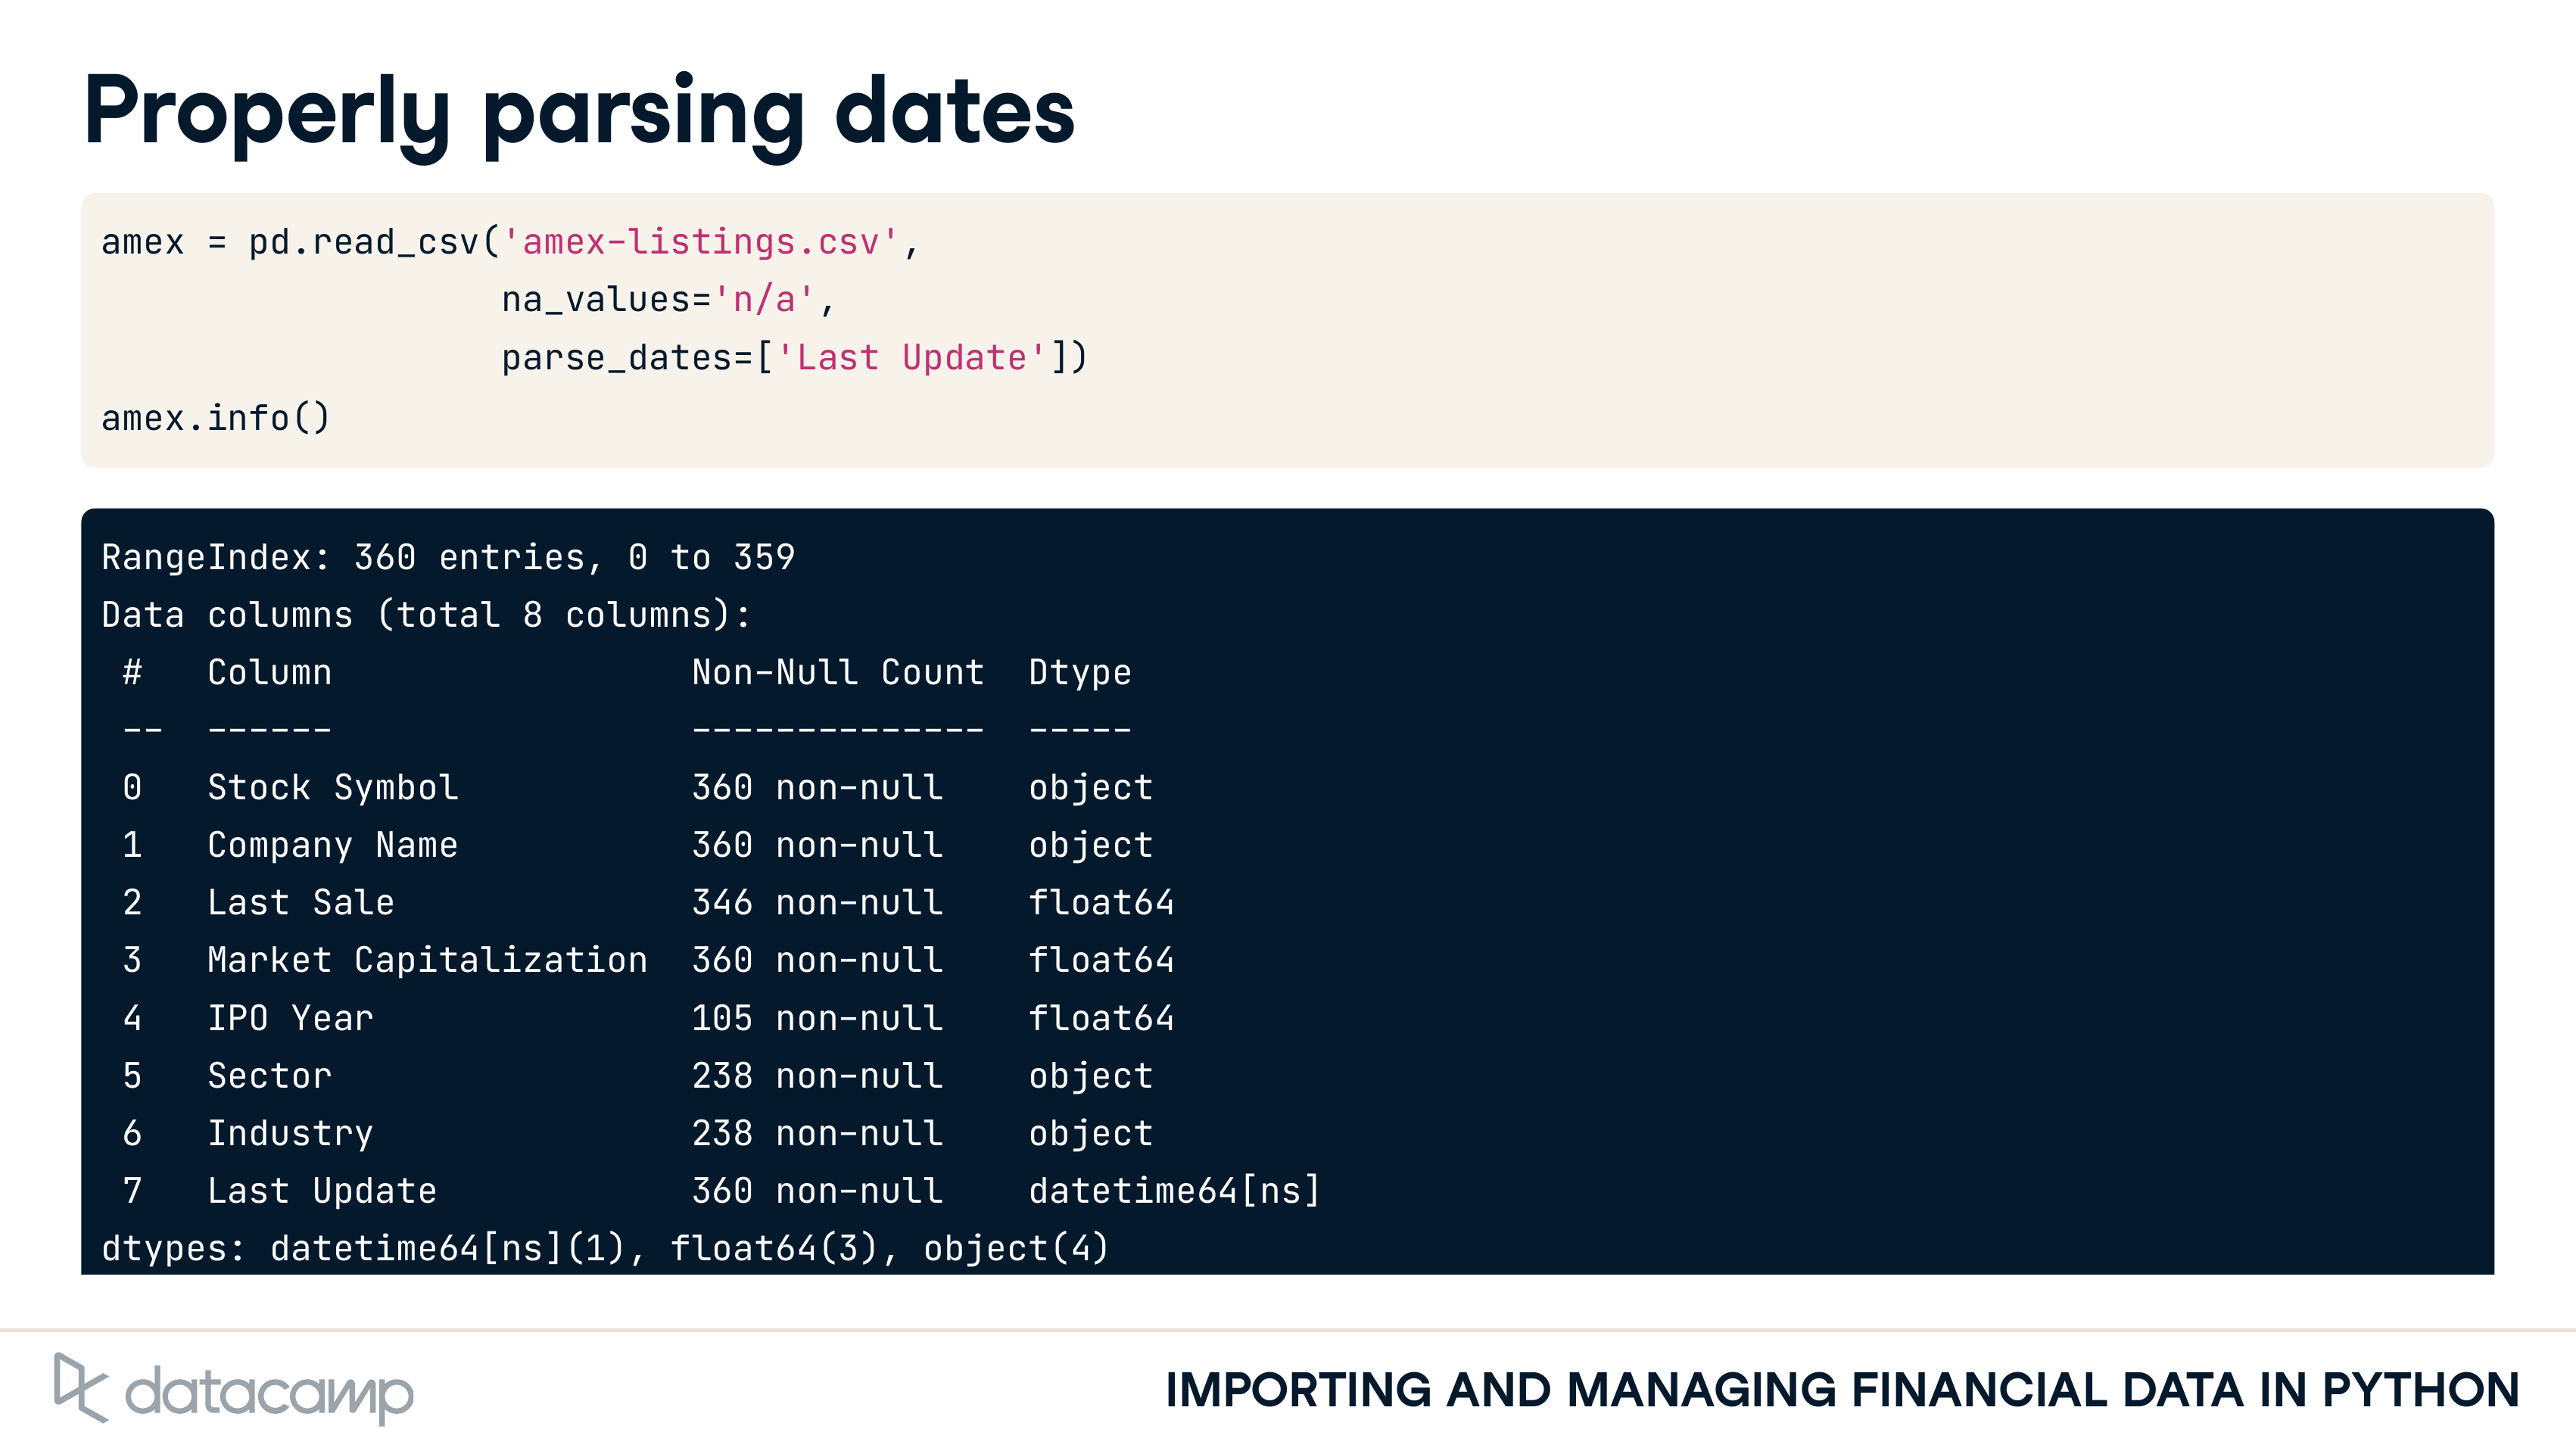 Properly parsing dates
amex = pd.read_csv('amex-listings.csv',
                   na_values='n/a',
                   parse_dates=['Last Update'])
amex.info()
RangeIndex: 360 entries, 0 to 359
Data columns (total 8 columns):
 #   Column                 Non-Null Count  Dtype
 --  ------                 --------------  -----
 0   Stock Symbol           360 non-null    object
 1   Company Name           360 non-null    object
 2   Last Sale              346 non-null    float64
 3   Market Capitalization  360 non-null    float64
 4   IPO Year               105 non-null    float64
 5   Sector                 238 non-null    object
 6   Industry               238 non-null    object
 7   Last Update            360 non-null    datetime64[ns]
dtypes: datetime64[ns](1), float64(3), object(4)
datacamp
IMPORTING AND MANAGING FINANCIAL DATA IN PYTHON